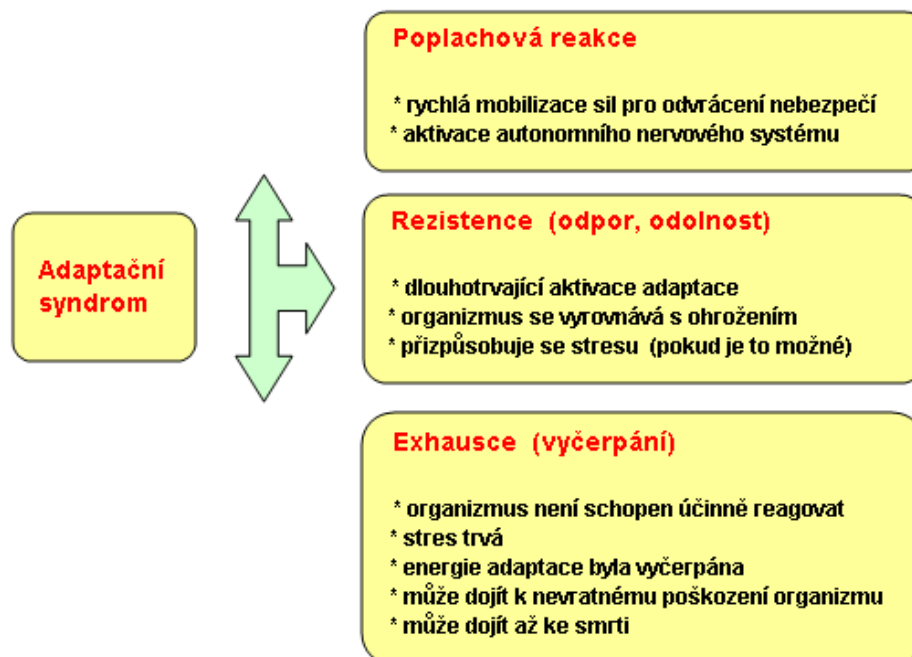 Adaptační
syndrom
Poplachová reakce
* rychlá mobilizace sil pro odvrácení nebezpečí
* aktivace autonomního nervového systému
Rezistence (odpor, odolnost)
* dlouhotrvající aktivace adaptace
* organizmus se vyrovnává s ohrožením
* přizpůsobuje se stresu (pokud je to možné)
Exhausce (vyčerpání)
* organizmus není schopen účinně reagovat
* stres trvá
* energie adaptace byla vyčerpána
* může dojít k nevratnému poškození organizmu
* může dojít až ke smrti